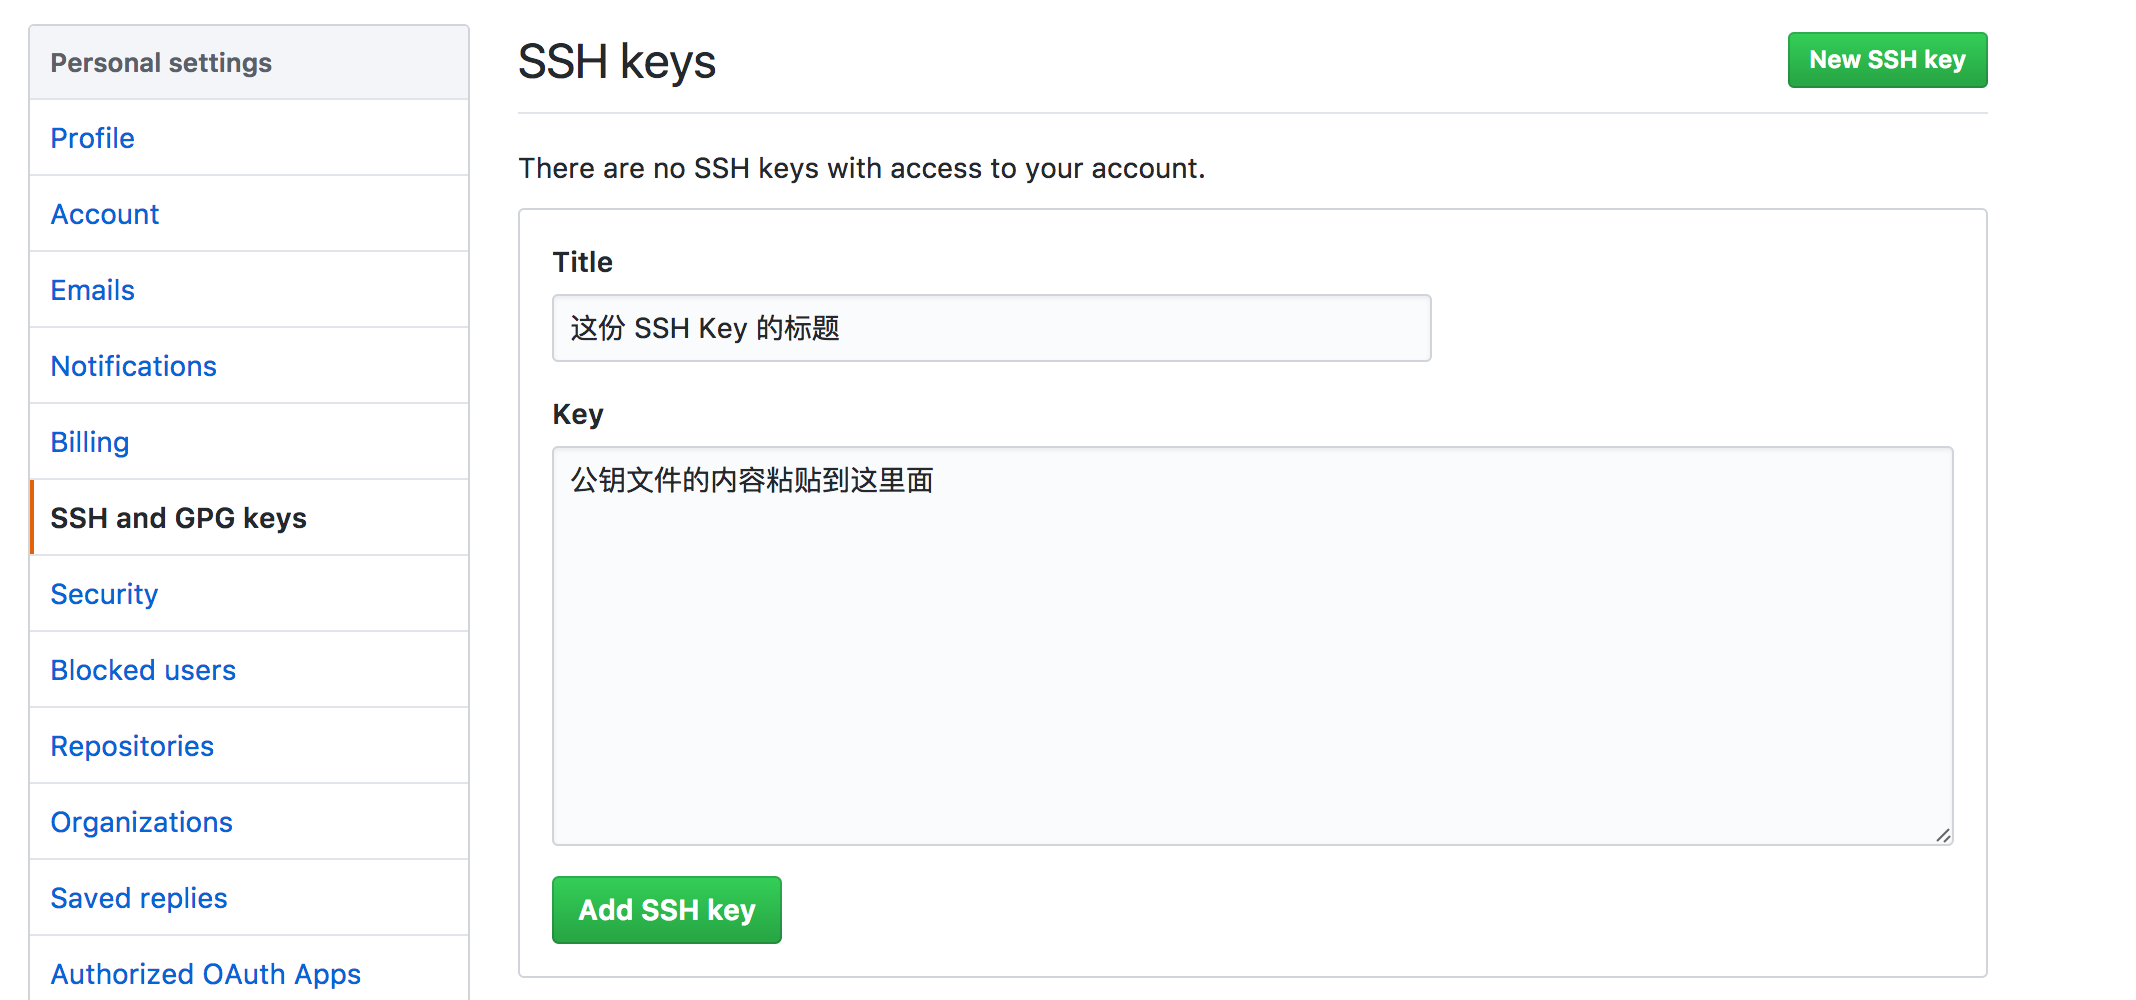 Personal settings
Profile
Account
Emails
Notifications
Billing
SSH and GPG keys
Security
Blocked users
Repositories
Organizations
Saved replies
Authorized OAuth Apps
SSH keys
New SSH key
There are no SSH keys with access to your account.
Title
这份 SSH Key 的标题
Key
公钥文件的内容粘贴到这里面
Add SSH key